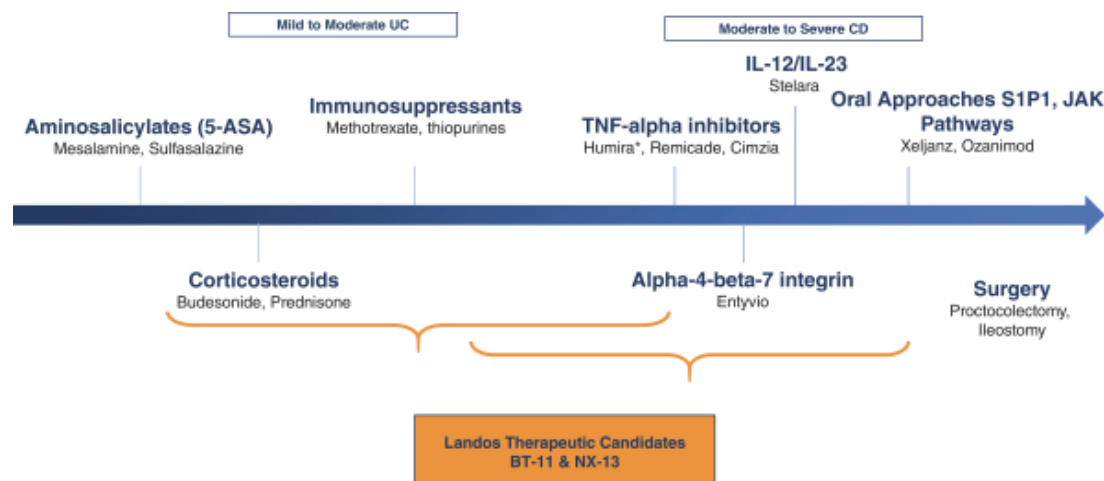 Mild to Moderate UC
Moderate to Severe CD
IL-12/IL-23
Stelara
Oral Approaches S1P1, JAK
Pathways
Xeljanz, Ozanimod
Immunosuppressants
Methotrexate, thiopurines
Aminosalicylates (5-ASA)
Mesalamine, Sulfasalazine
TNF-alpha inhibitors
Humira*, Remicade, Cimzia
Corticosteroids
Budesonide, Prednisone
Alpha-4-beta-7 integrin
Entyvio
Surgery
Proctocolectomy,
Ileostomy
Landos Therapeutic Candidates
BT-11 & NX-13